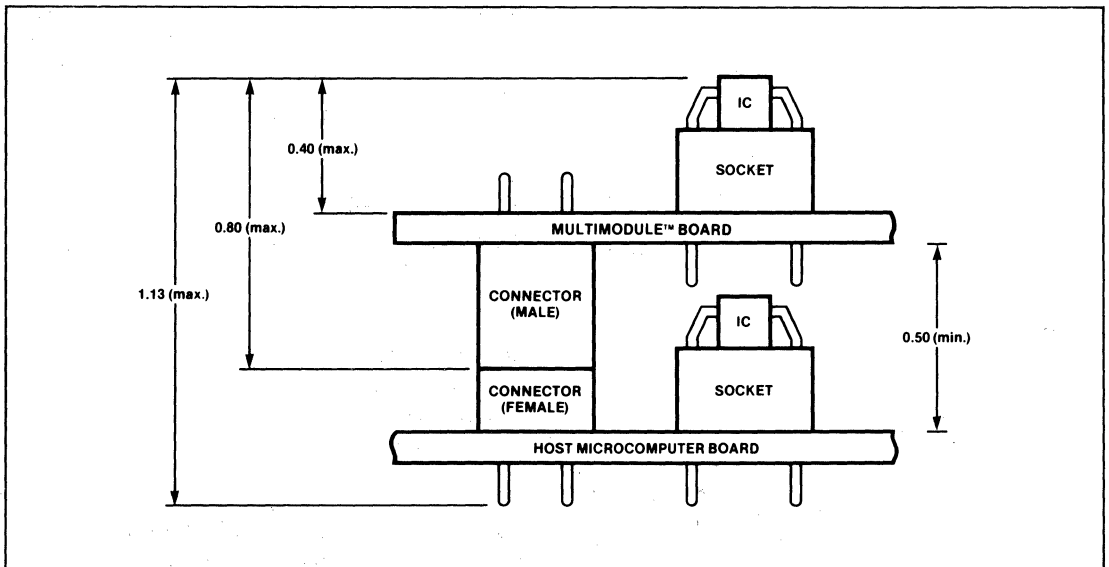 IC
0.40 (max.)
SOCKET
0.80 (max.)
MULTIMODULE™ BOARD
1.13 (max.)
CONNECTOR
(MALE)
IC
0.50 (min.)
CONNECTOR
(FEMALE)
SOCKET
HOST MICROCOMPUTER BOARD